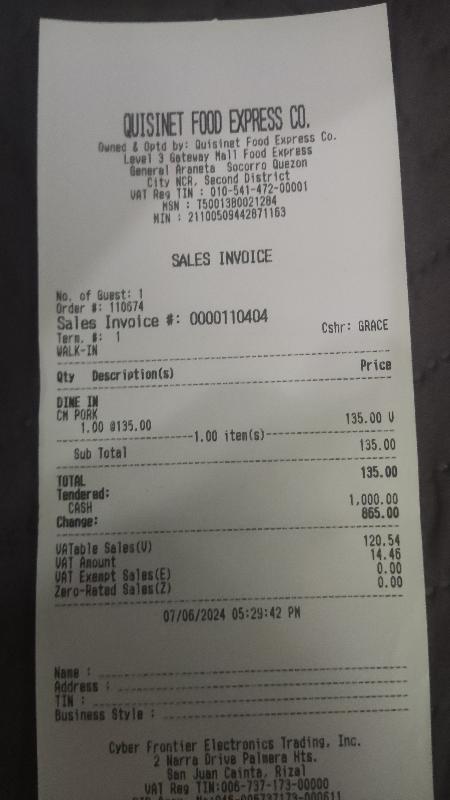 QUISINET FOOD EXPRESS CO.
Owned & Optd by: Quisinet Food Express Co.
Level 3 Gateway Mall Food Express
General Araneta Socorro Quezon
City NCR, Second District
VAT Reg TIN : 010-541-472-00001
MSN : T5001380021284
MIN : 21100509442871163
SALES INVOICE
No. of Guest: 1
Order #: 110674
Sales Invoice #: 0000110404
Term. #: 1 Cshr: GRACE
WALK-IN
Qty Description(s) Price
DINE IN
CM PORK
1.00 @135.00 135.00 V
1.00 item(s)
Sub Total 135.00
TOTAL 135.00
Tendered:
CASH 1,000.00
Change: 865.00
VATable Sales(V) 120.54
VAT Amount 14.46
VAT Exempt Sales(E) 0.00
Zero-Rated Sales(Z) 0.00
07/06/2024 05:29:42 PM
Name :
Address :
TIN :
Business Style :
Cyber Frontier Electronics Trading, Inc.
2 Narra Drive Palmera Hts.
San Juan Cainta, Rizal
VAT Reg TIN:006-737-173-00000